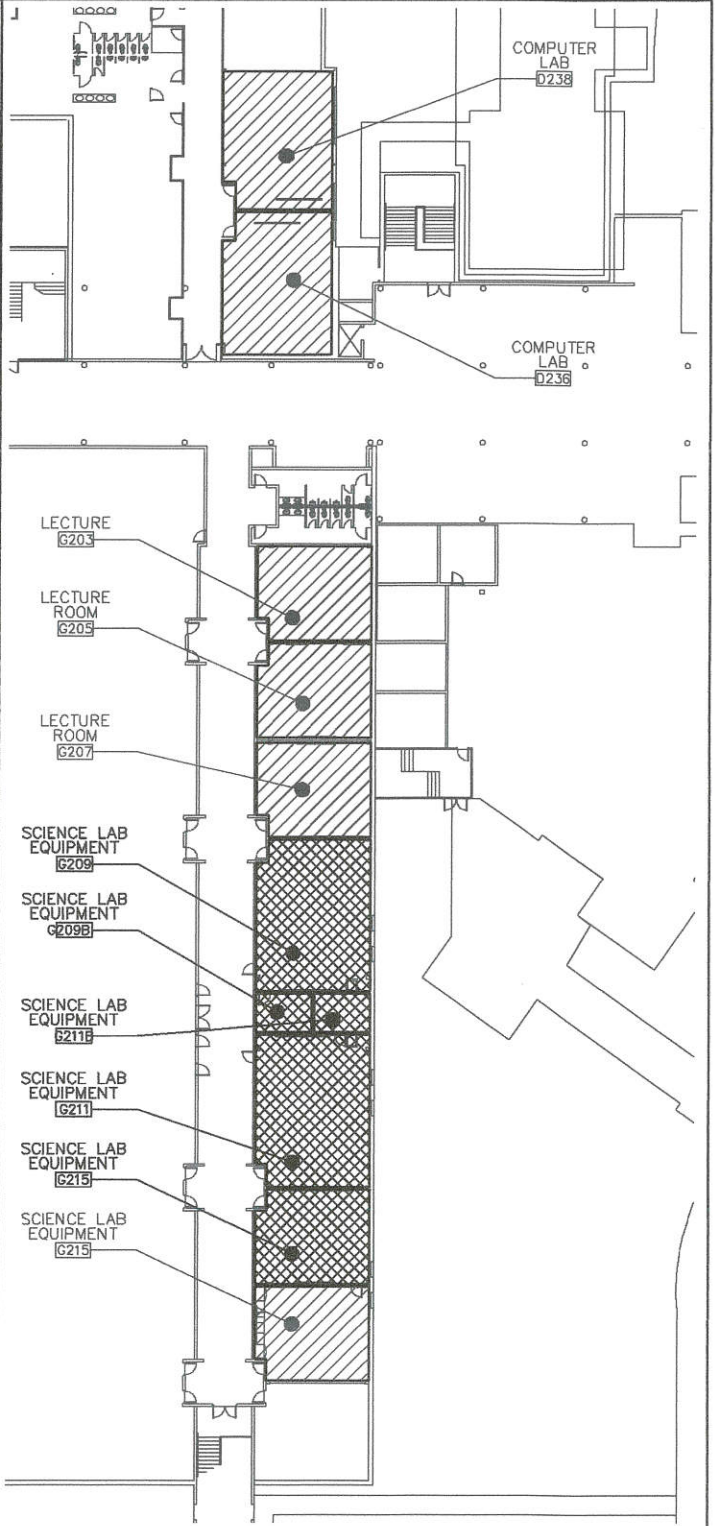 COMPUTER
LAB
D238
COMPUTER
LAB
D236
LECTURE
G203
LECTURE
ROOM
G205
LECTURE
ROOM
G207
SCIENCE LAB
EQUIPMENT
G209
SCIENCE LAB
EQUIPMENT
G209B
SCIENCE LAB
EQUIPMENT
G211B
SCIENCE LAB
EQUIPMENT
G211
SCIENCE LAB
EQUIPMENT
G215
SCIENCE LAB
EQUIPMENT
G215